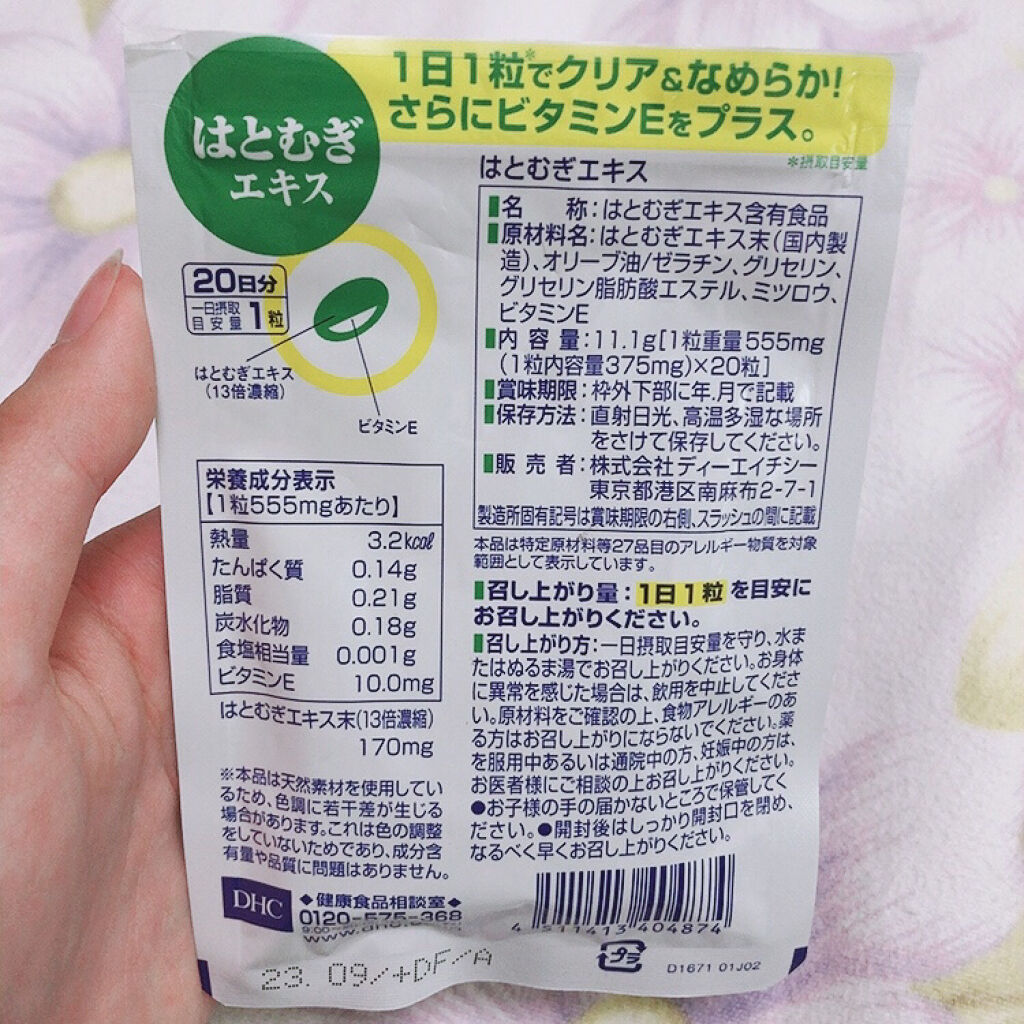 はとむぎ
エキス
1日1粒*でクリア&なめらか!
さらにビタミンEをプラス。
*摂取目安量
20日分
一日摂取
目安量 1粒
はとむぎエキス
(13倍濃縮)
ビタミンE
栄養成分表示
【1粒555mgあたり】
熱量 3.2kcal
たんぱく質 0.14g
脂質 0.21g
炭水化物 0.18g
食塩相当量 0.001g
ビタミンE 10.0mg
はとむぎエキス末(13倍濃縮)
170mg
※本品は天然素材を使用してい
るため、色調に若干差が生じる
場合があります。これは色の調整
をしていないためであり、成分含
有量や品質に問題はありません。
DHC
◆健康食品相談室◆
0120-575-368
はとむぎエキス
名 称:はとむぎエキス含有食品
原材料名:はとむぎエキス末(国内製
造)、オリーブ油/ゼラチン、グリセリン、
グリセリン脂肪酸エステル、ミツロウ、
ビタミンE
内容量:11.1g[1粒重量555mg
(1粒内容量375mg)×20粒]
賞味期限:枠外下部に年.月で記載
保存方法:直射日光、高温多湿な場所
をさけて保存してください。
販売者:株式会社ディーエイチシー
東京都港区南麻布2-7-1
製造所固有記号は賞味期限の右側、スラッシュの間に記載
本品は特定原材料等27品目のアレルギー物質を対象
範囲として表示しています。
召し上がり量:1日1粒を目安に
お召し上がりください。
召し上がり方:一日摂取目安量を守り、水ま
たはぬるま湯でお召し上がりください。お身体
に異常を感じた場合は、飲用を中止してくださ
い。原材料をご確認の上、食物アレルギーのあ
る方はお召し上がりにならないでください。薬
を服用中あるいは通院中の方、妊娠中の方は、
お医者様にご相談の上お召し上がりください。
●お子様の手の届かないところで保管してく
ださい。●開封後はしっかり開封口を閉め、
なるべく早くお召し上がりください。
4 511413 404874
プラ
D1671 01J02
23. 09/+DF/A